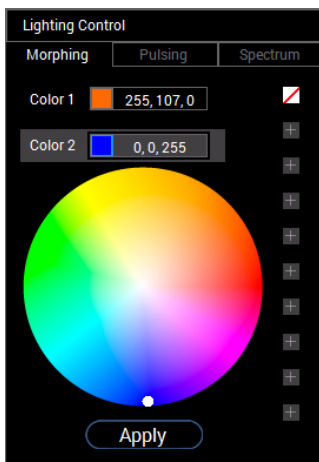 Lighting Control
Morphing Pulsing Spectrum
Color 1 255, 107, 0
Color 2 0, 0, 255
Apply